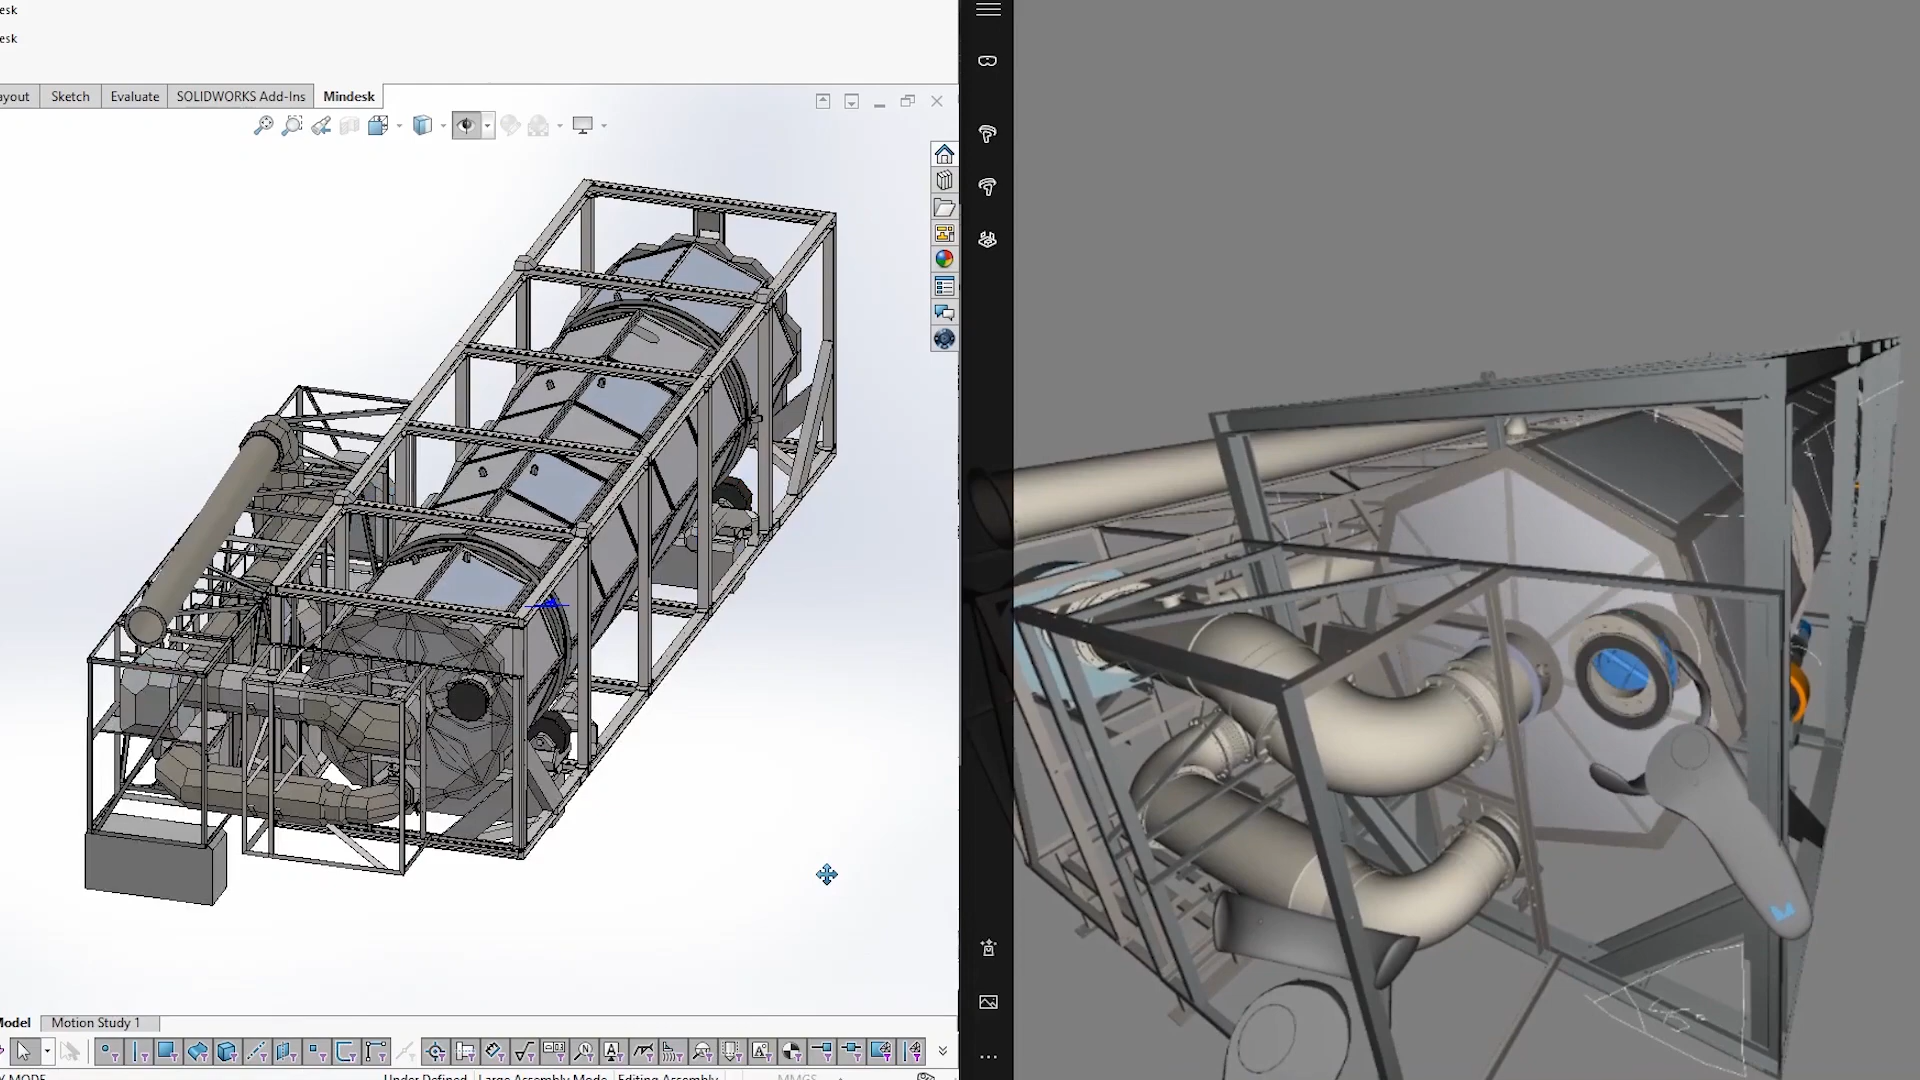 esk
esk
ayout Sketch Evaluate SOLIDWORKS Add-Ins Mindesk
Model Motion Study 1
Y MODE Under Defined Large Assembly Mode Editing Assembly MMGS